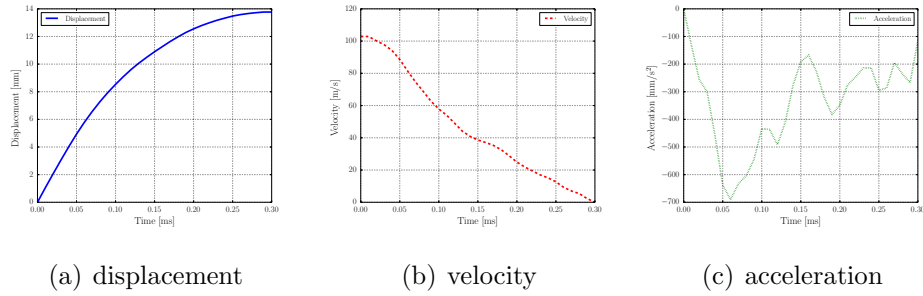 14
12
10
8
6
4
2
0
Displacement [mm]
Displacement
0.00 0.05 0.10 0.15 0.20 0.25 0.30
Time [ms]
(a) displacement
120
100
80
60
40
20
0
Velocity [m/s]
Velocity
0.00 0.05 0.10 0.15 0.20 0.25 0.30
Time [ms]
(b) velocity
0
−100
−200
−300
−400
−500
−600
−700
Acceleration [mm/s²]
Acceleration
0.00 0.05 0.10 0.15 0.20 0.25 0.30
Time [ms]
(c) acceleration